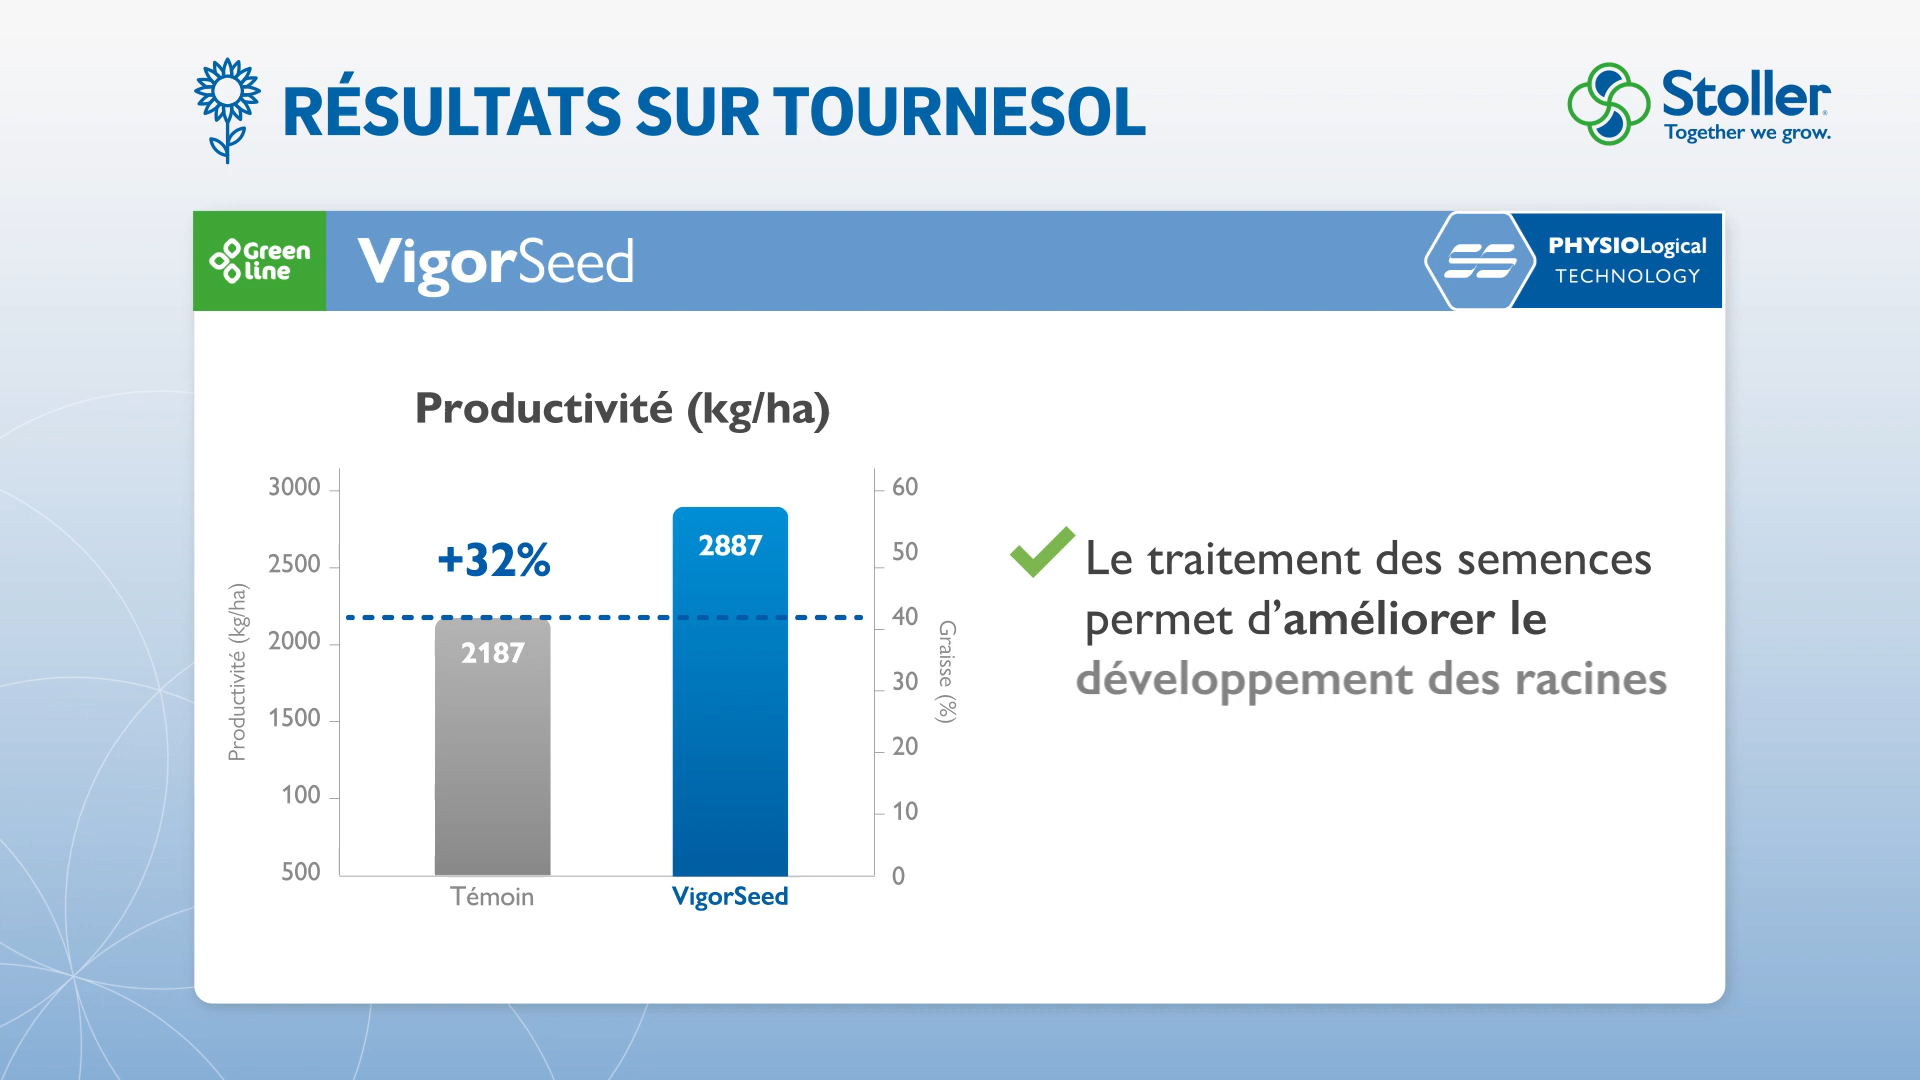 RÉSULTATS SUR TOURNESOL
Stoller
Together we grow.
Green
line
VigorSeed
PHYSIOLogical
TECHNOLOGY
Productivité (kg/ha)
3000
2500
2000
1500
100
500
Productivité (kg/ha)
+32%
2187
2887
Témoin
VigorSeed
60
50
40
30
20
10
0
Graisse (%)
Le traitement des semences
permet d’améliorer le
développement des racines